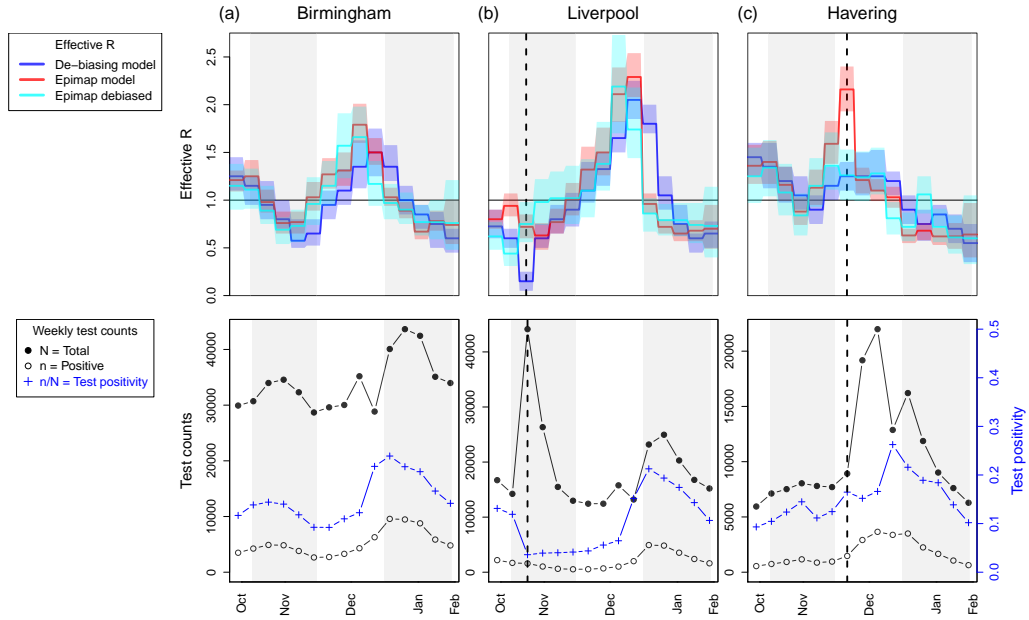 (a) Birmingham
(b) Liverpool
(c) Havering
Effective R
De−biasing model
Epimap model
Epimap debiased
Effective R
0.0 0.5 1.0 1.5 2.0 2.5
Weekly test counts
N = Total
n = Positive
n/N = Test positivity
Test counts
0 10000 20000 30000 40000
0 10000 20000 30000 40000
0 5000 10000 15000 20000
0.0 0.1 0.2 0.3 0.4 0.5
Test positivity
Oct Nov Dec Jan Feb
Oct Nov Dec Jan Feb
Oct Nov Dec Jan Feb